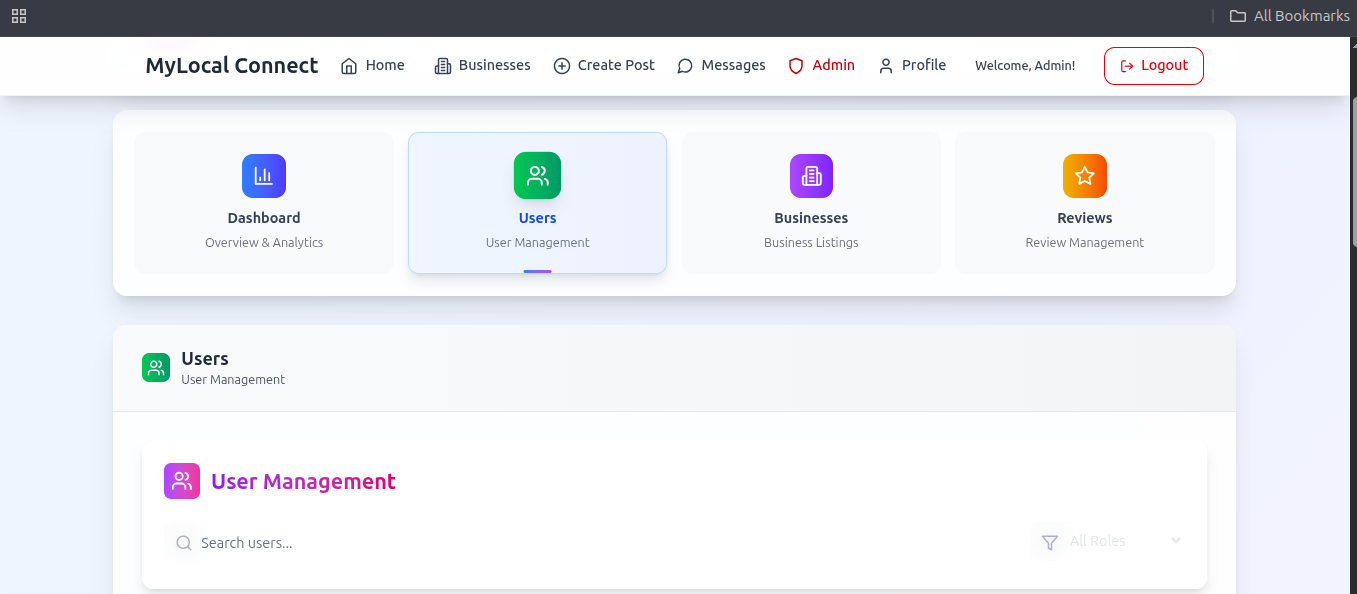 All Bookmarks
MyLocal Connect Home Businesses Create Post Messages Admin Profile Welcome, Admin! Logout
Dashboard Users Businesses Reviews
Overview & Analytics User Management Business Listings Review Management
Users
User Management
User Management
Search users... All Roles